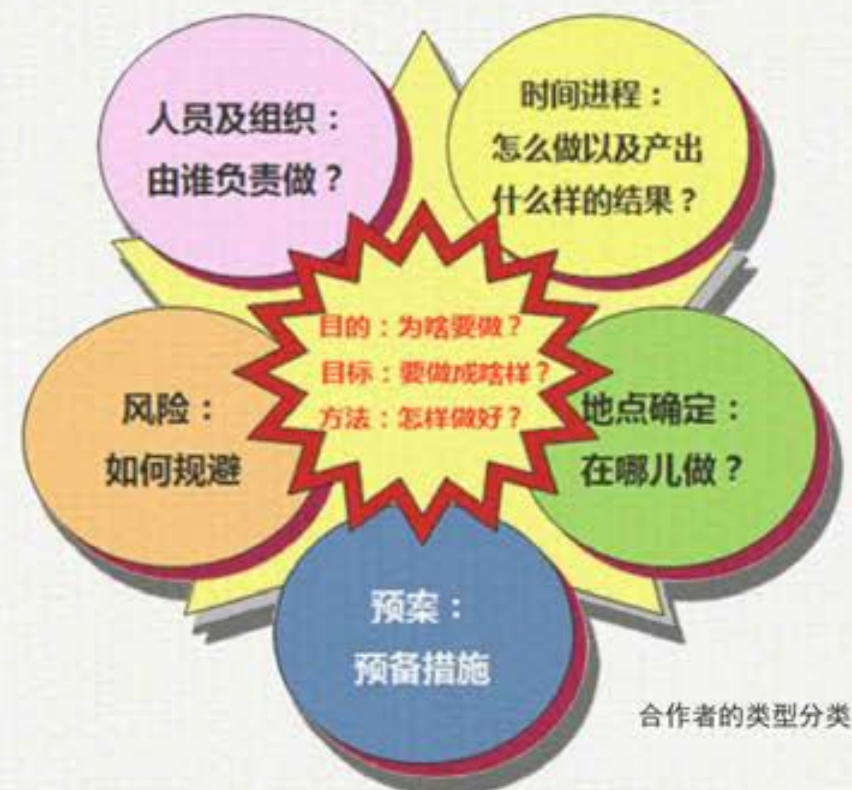 人员及组织：
由谁负责做？
时间进程：
怎么做以及产出
什么样的结果？
目的：为啥要做？
目标：要做成啥样？
方法：怎样做好？
风险：
如何规避
地点确定：
在哪儿做？
预案：
预备措施
合作者的类型分类